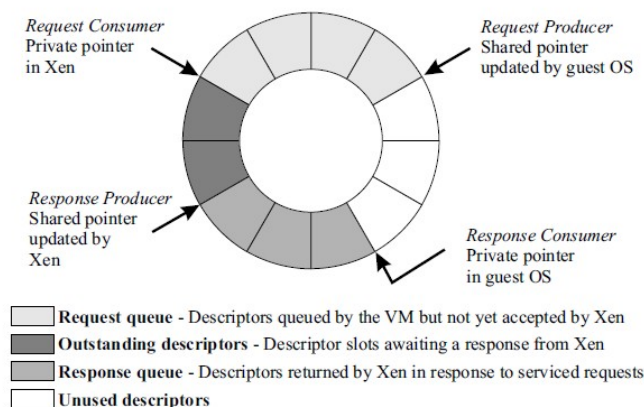 Request Consumer
Private pointer
in Xen
Request Producer
Shared pointer
updated by guest OS
Response Producer
Shared pointer
updated by
Xen
Response Consumer
Private pointer
in guest OS
Request queue - Descriptors queued by the VM but not yet accepted by Xen
Outstanding descriptors - Descriptor slots awaiting a response from Xen
Response queue - Descriptors returned by Xen in response to serviced requests
Unused descriptors